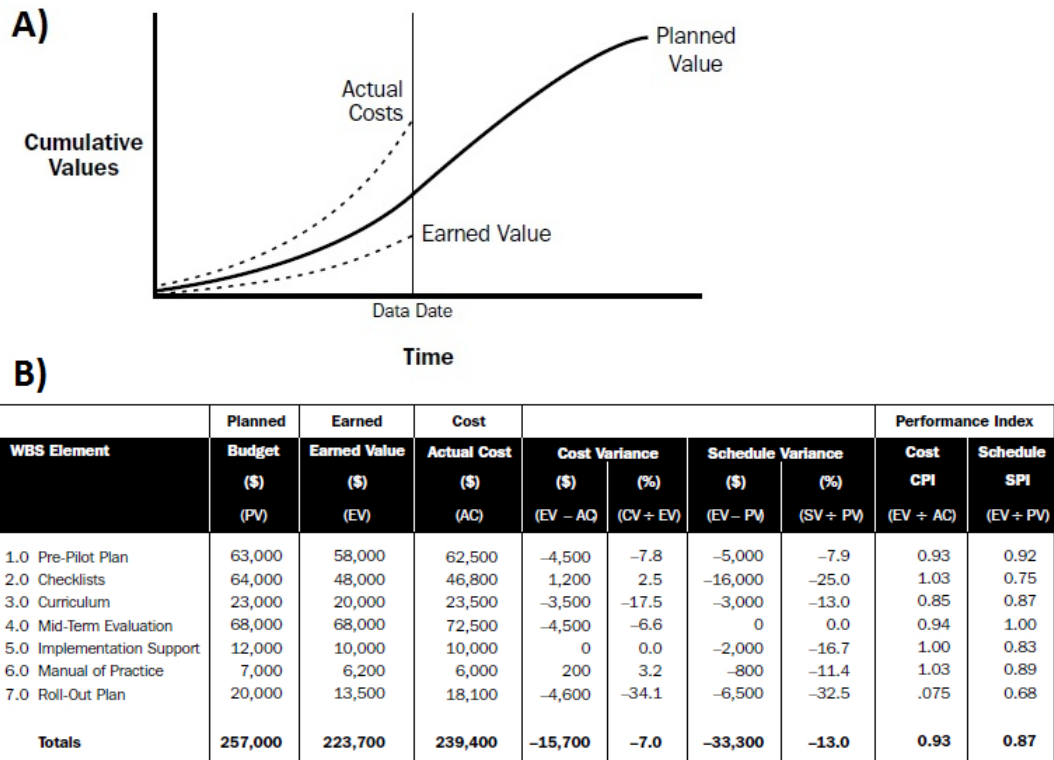 A)
Planned
Value
Actual
Costs
Cumulative
Values
Earned Value
Data Date
Time
B)
Planned Earned Cost Performance Index
WBS Element Budget Earned Value Actual Cost Cost Variance Schedule Variance Cost Schedule
($) ($) ($) ($) (%) ($) (%) CPI SPI
(PV) (EV) (AC) (EV – AC) (CV ÷ EV) (EV – PV) (SV ÷ PV) (EV ÷ AC) (EV ÷ PV)
1.0 Pre-Pilot Plan 63,000 58,000 62,500 –4,500 –7.8 –5,000 –7.9 0.93 0.92
2.0 Checklists 64,000 48,000 46,800 1,200 2.5 –16,000 –25.0 1.03 0.75
3.0 Curriculum 23,000 20,000 23,500 –3,500 –17.5 –3,000 –13.0 0.85 0.87
4.0 Mid-Term Evaluation 68,000 68,000 72,500 –4,500 –6.6 0 0.0 0.94 1.00
5.0 Implementation Support 12,000 10,000 10,000 0 0.0 –2,000 –16.7 1.00 0.83
6.0 Manual of Practice 7,000 6,200 6,000 200 3.2 –800 –11.4 1.03 0.89
7.0 Roll-Out Plan 20,000 13,500 18,100 –4,600 –34.1 –6,500 –32.5 .075 0.68
Totals 257,000 223,700 239,400 –15,700 –7.0 –33,300 –13.0 0.93 0.87